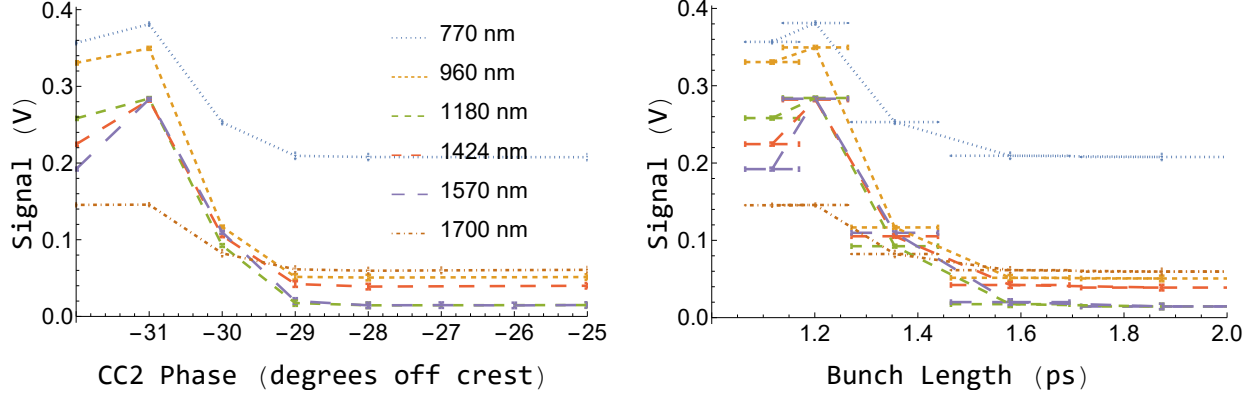 0.4
0.3
0.2
0.1
0.0
Signal (V)
770 nm
960 nm
1180 nm
1424 nm
1570 nm
1700 nm
−31 −30 −29 −28 −27 −26 −25
CC2 Phase (degrees off crest)
0.4
0.3
0.2
0.1
0.0
Signal (V)
1.2 1.4 1.6 1.8 2.0
Bunch Length (ps)